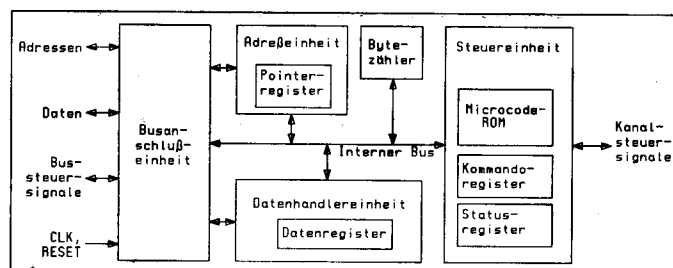 Adressen
Daten
Bus-
steuer-
signale
CLK,
RESET
Busan-
schluß-
einheit
Adreßeinheit
Pointer-
register
Byte-
zähler
Interner Bus
Datenhandlereinheit
Datenregister
Steuereinheit
Microcode-
ROM
Kommando-
register
Status-
register
Kanal-
steuer-
signale